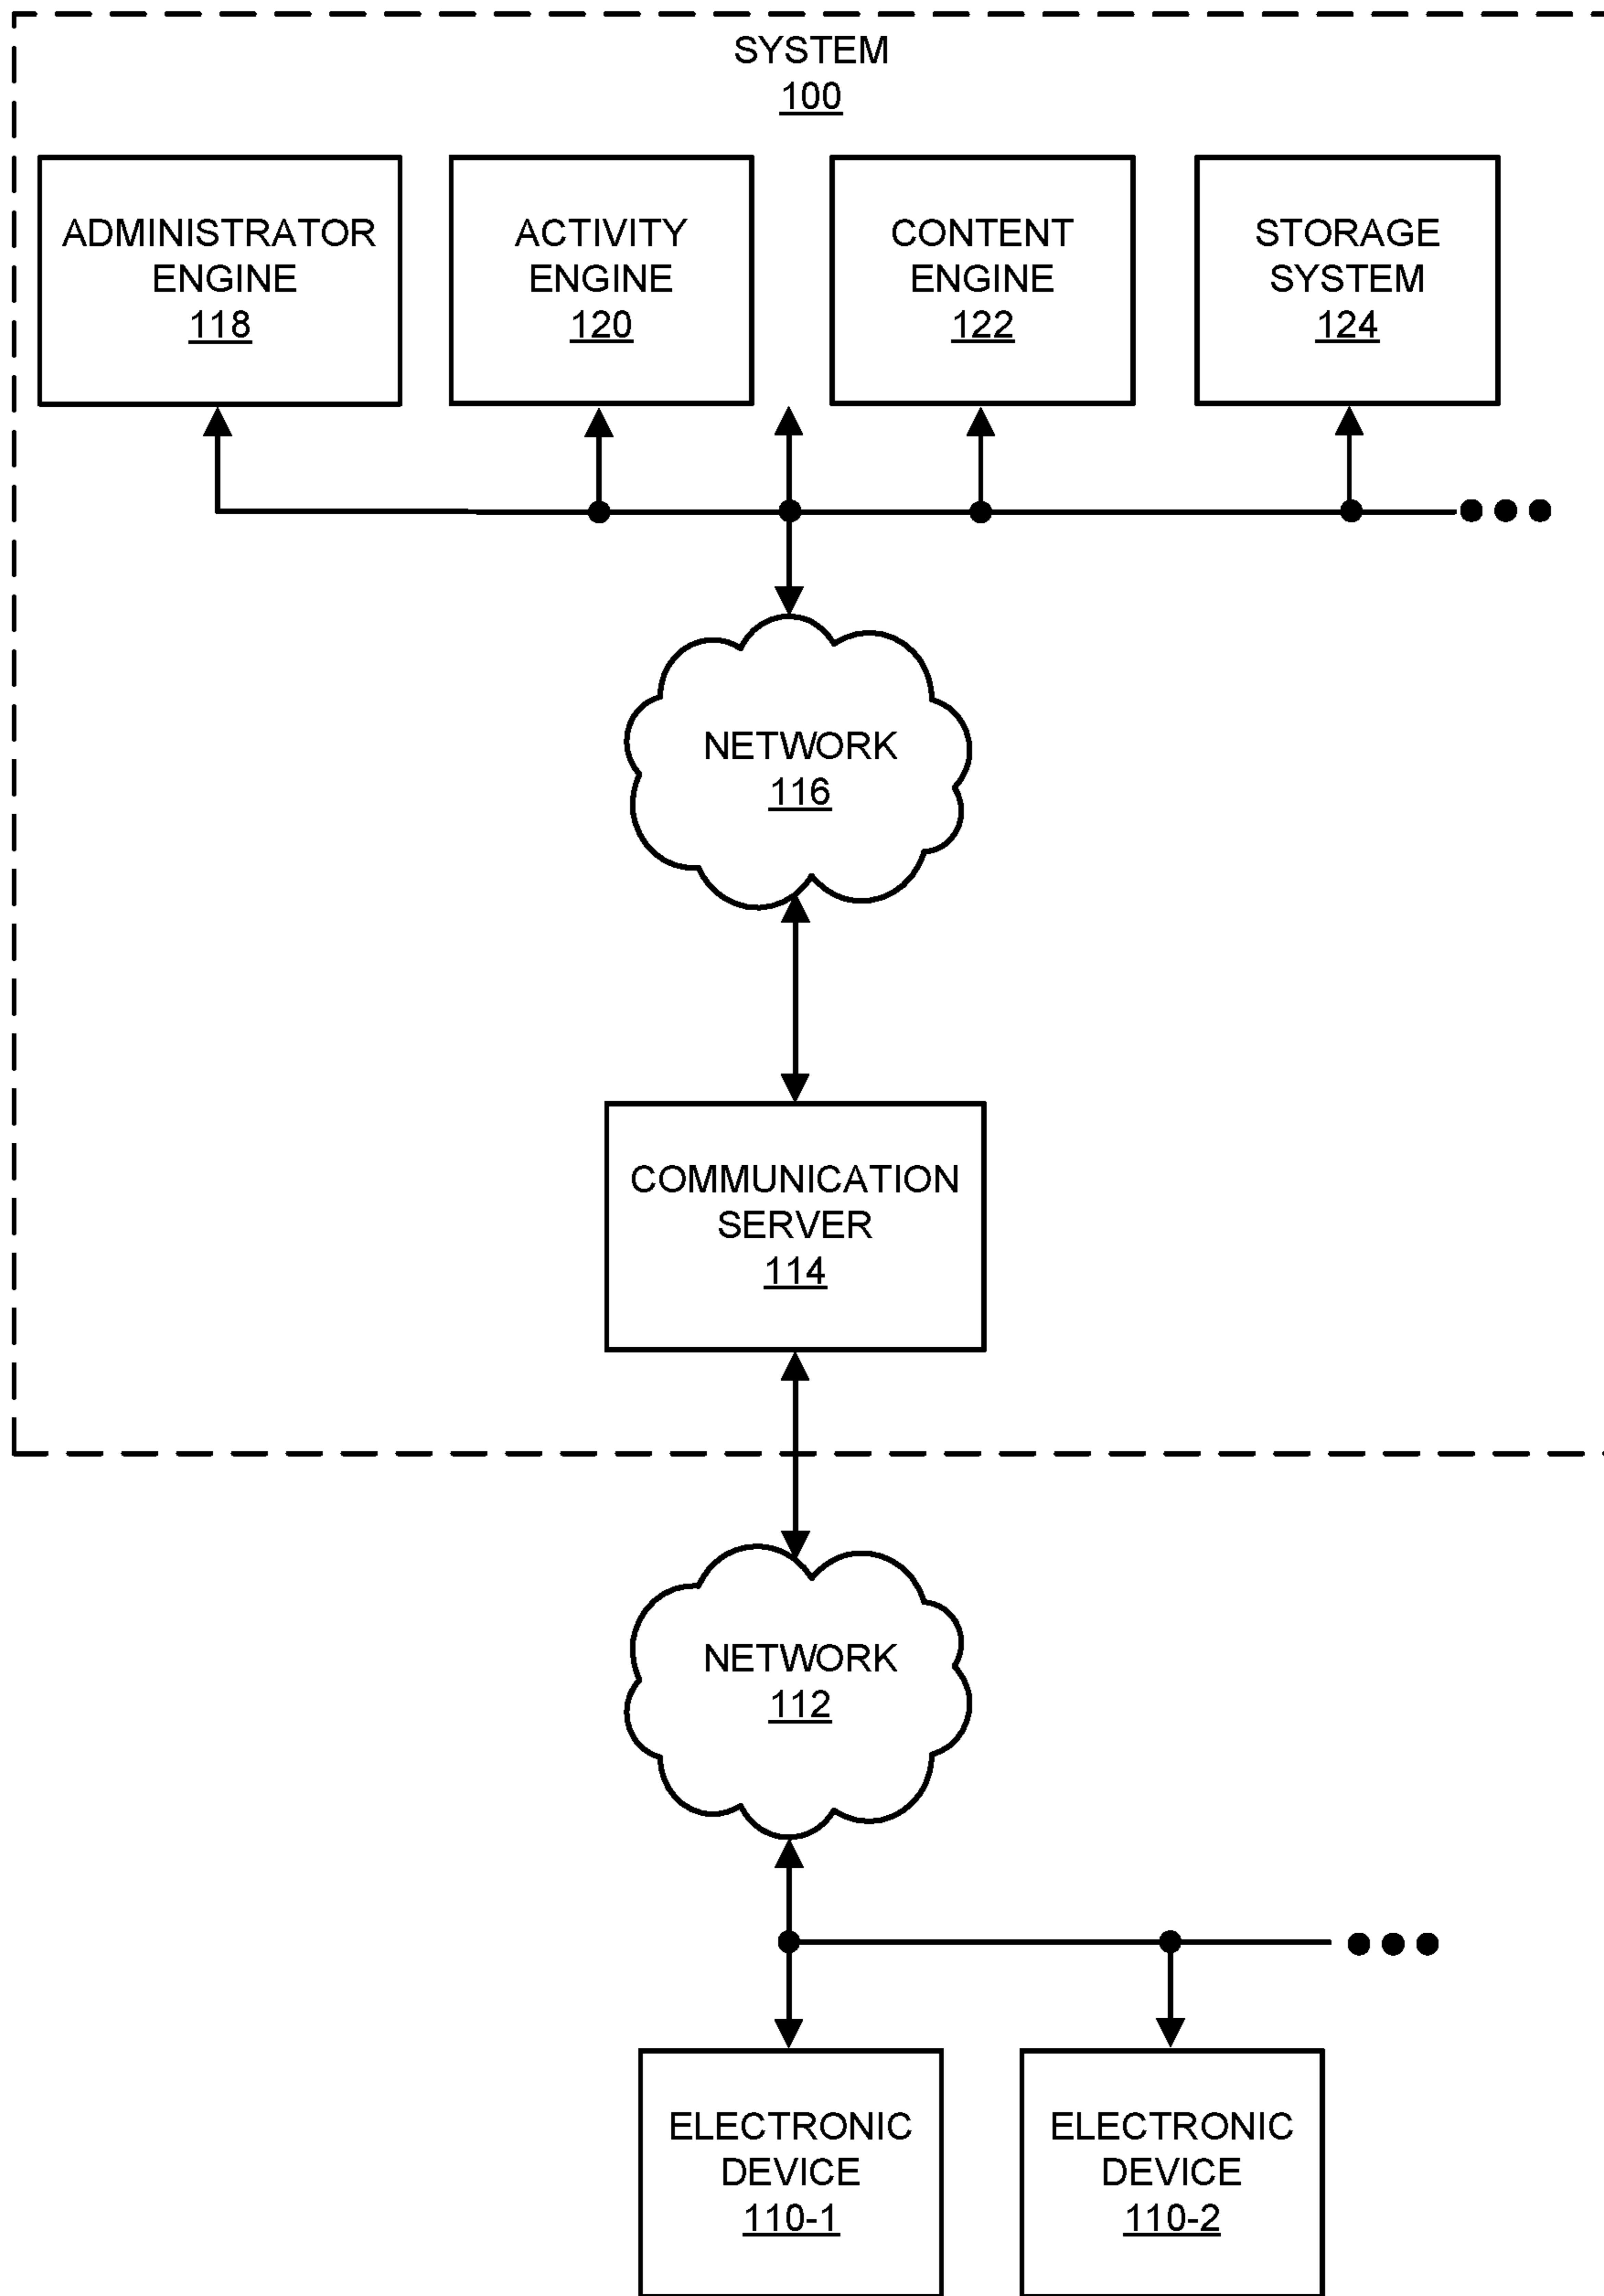 SYSTEM
100
ADMINISTRATOR
ENGINE
118
ACTIVITY
ENGINE
120
CONTENT
ENGINE
122
STORAGE
SYSTEM
124
NETWORK
116
COMMUNICATION
SERVER
114
NETWORK
112
ELECTRONIC
DEVICE
110-1
ELECTRONIC
DEVICE
110-2